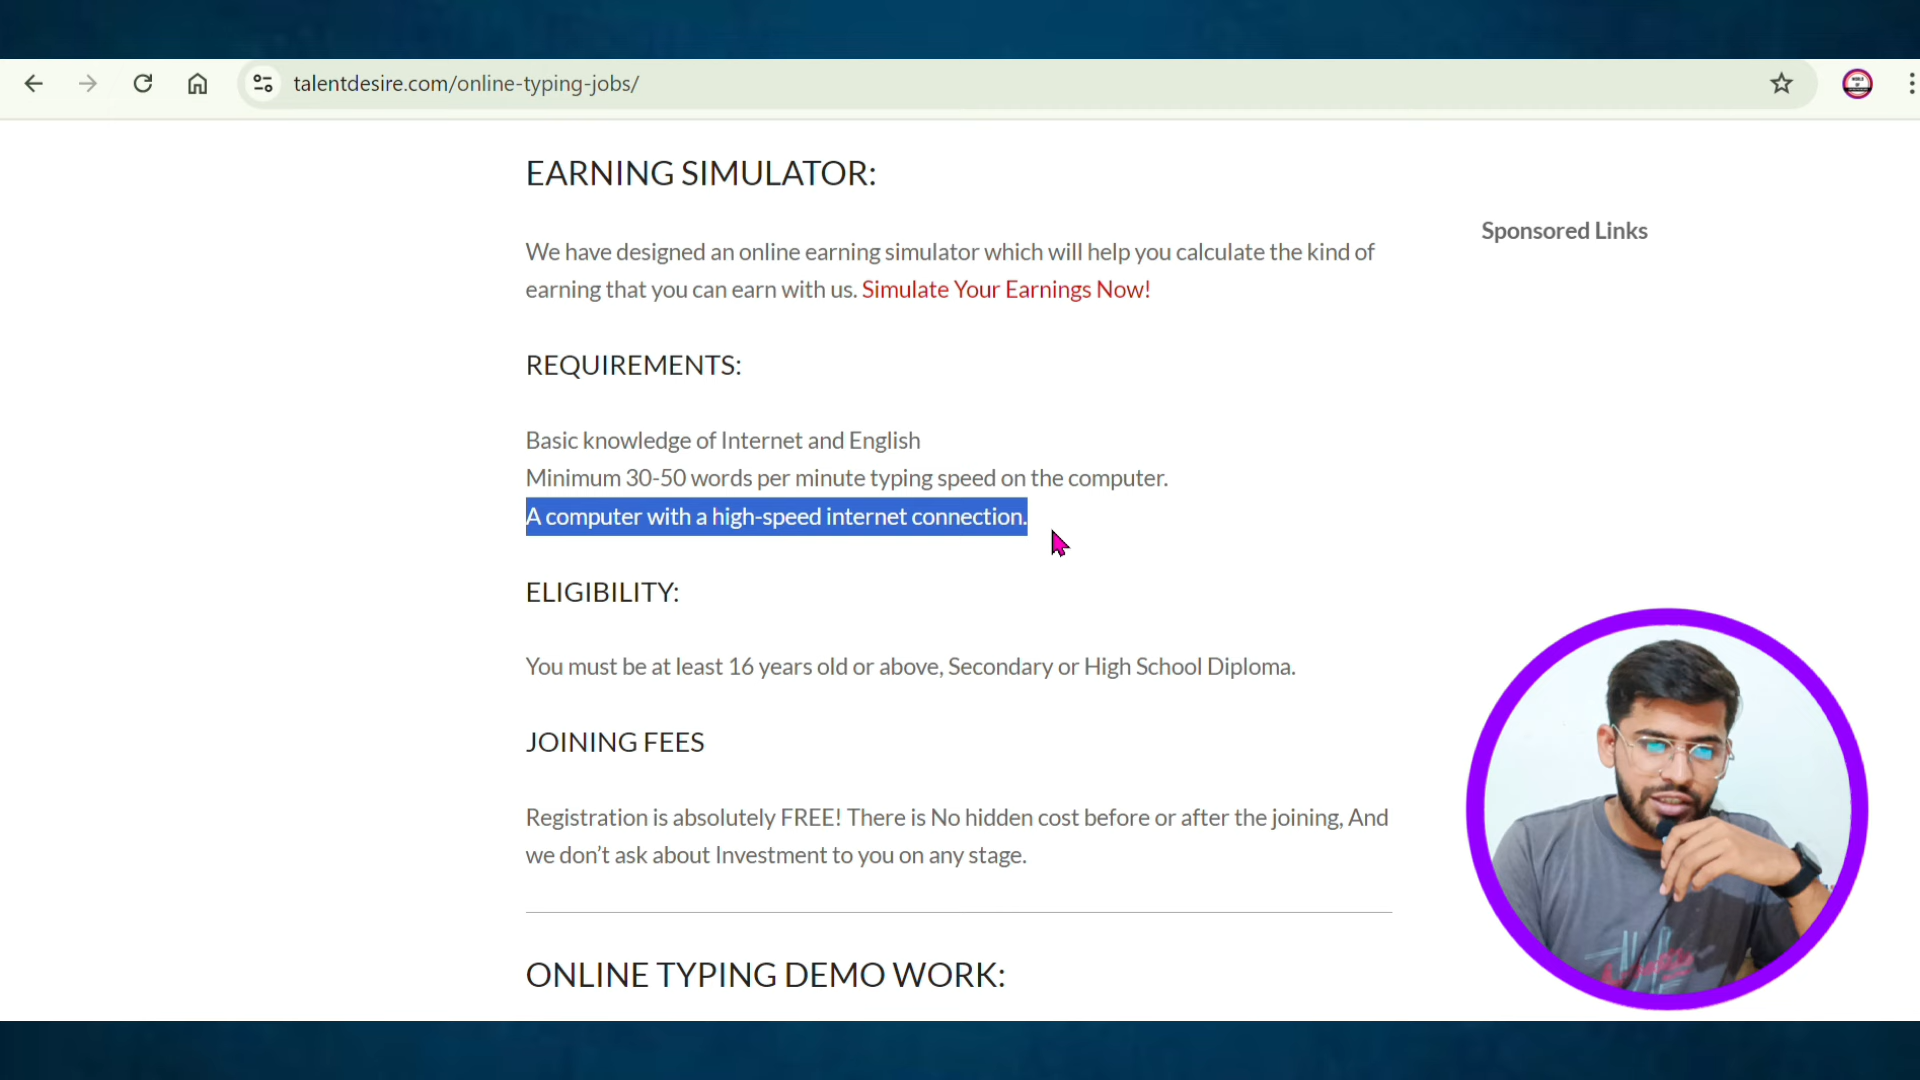 talentdesire.com/online-typing-jobs/
EARNING SIMULATOR:
We have designed an online earning simulator which will help you calculate the kind of
earning that you can earn with us. Simulate Your Earnings Now!
Sponsored Links
REQUIREMENTS:
Basic knowledge of Internet and English
Minimum 30-50 words per minute typing speed on the computer.
A computer with a high-speed internet connection.
ELIGIBILITY:
You must be at least 16 years old or above, Secondary or High School Diploma.
JOINING FEES
Registration is absolutely FREE! There is No hidden cost before or after the joining, And
we don’t ask about Investment to you on any stage.
ONLINE TYPING DEMO WORK: